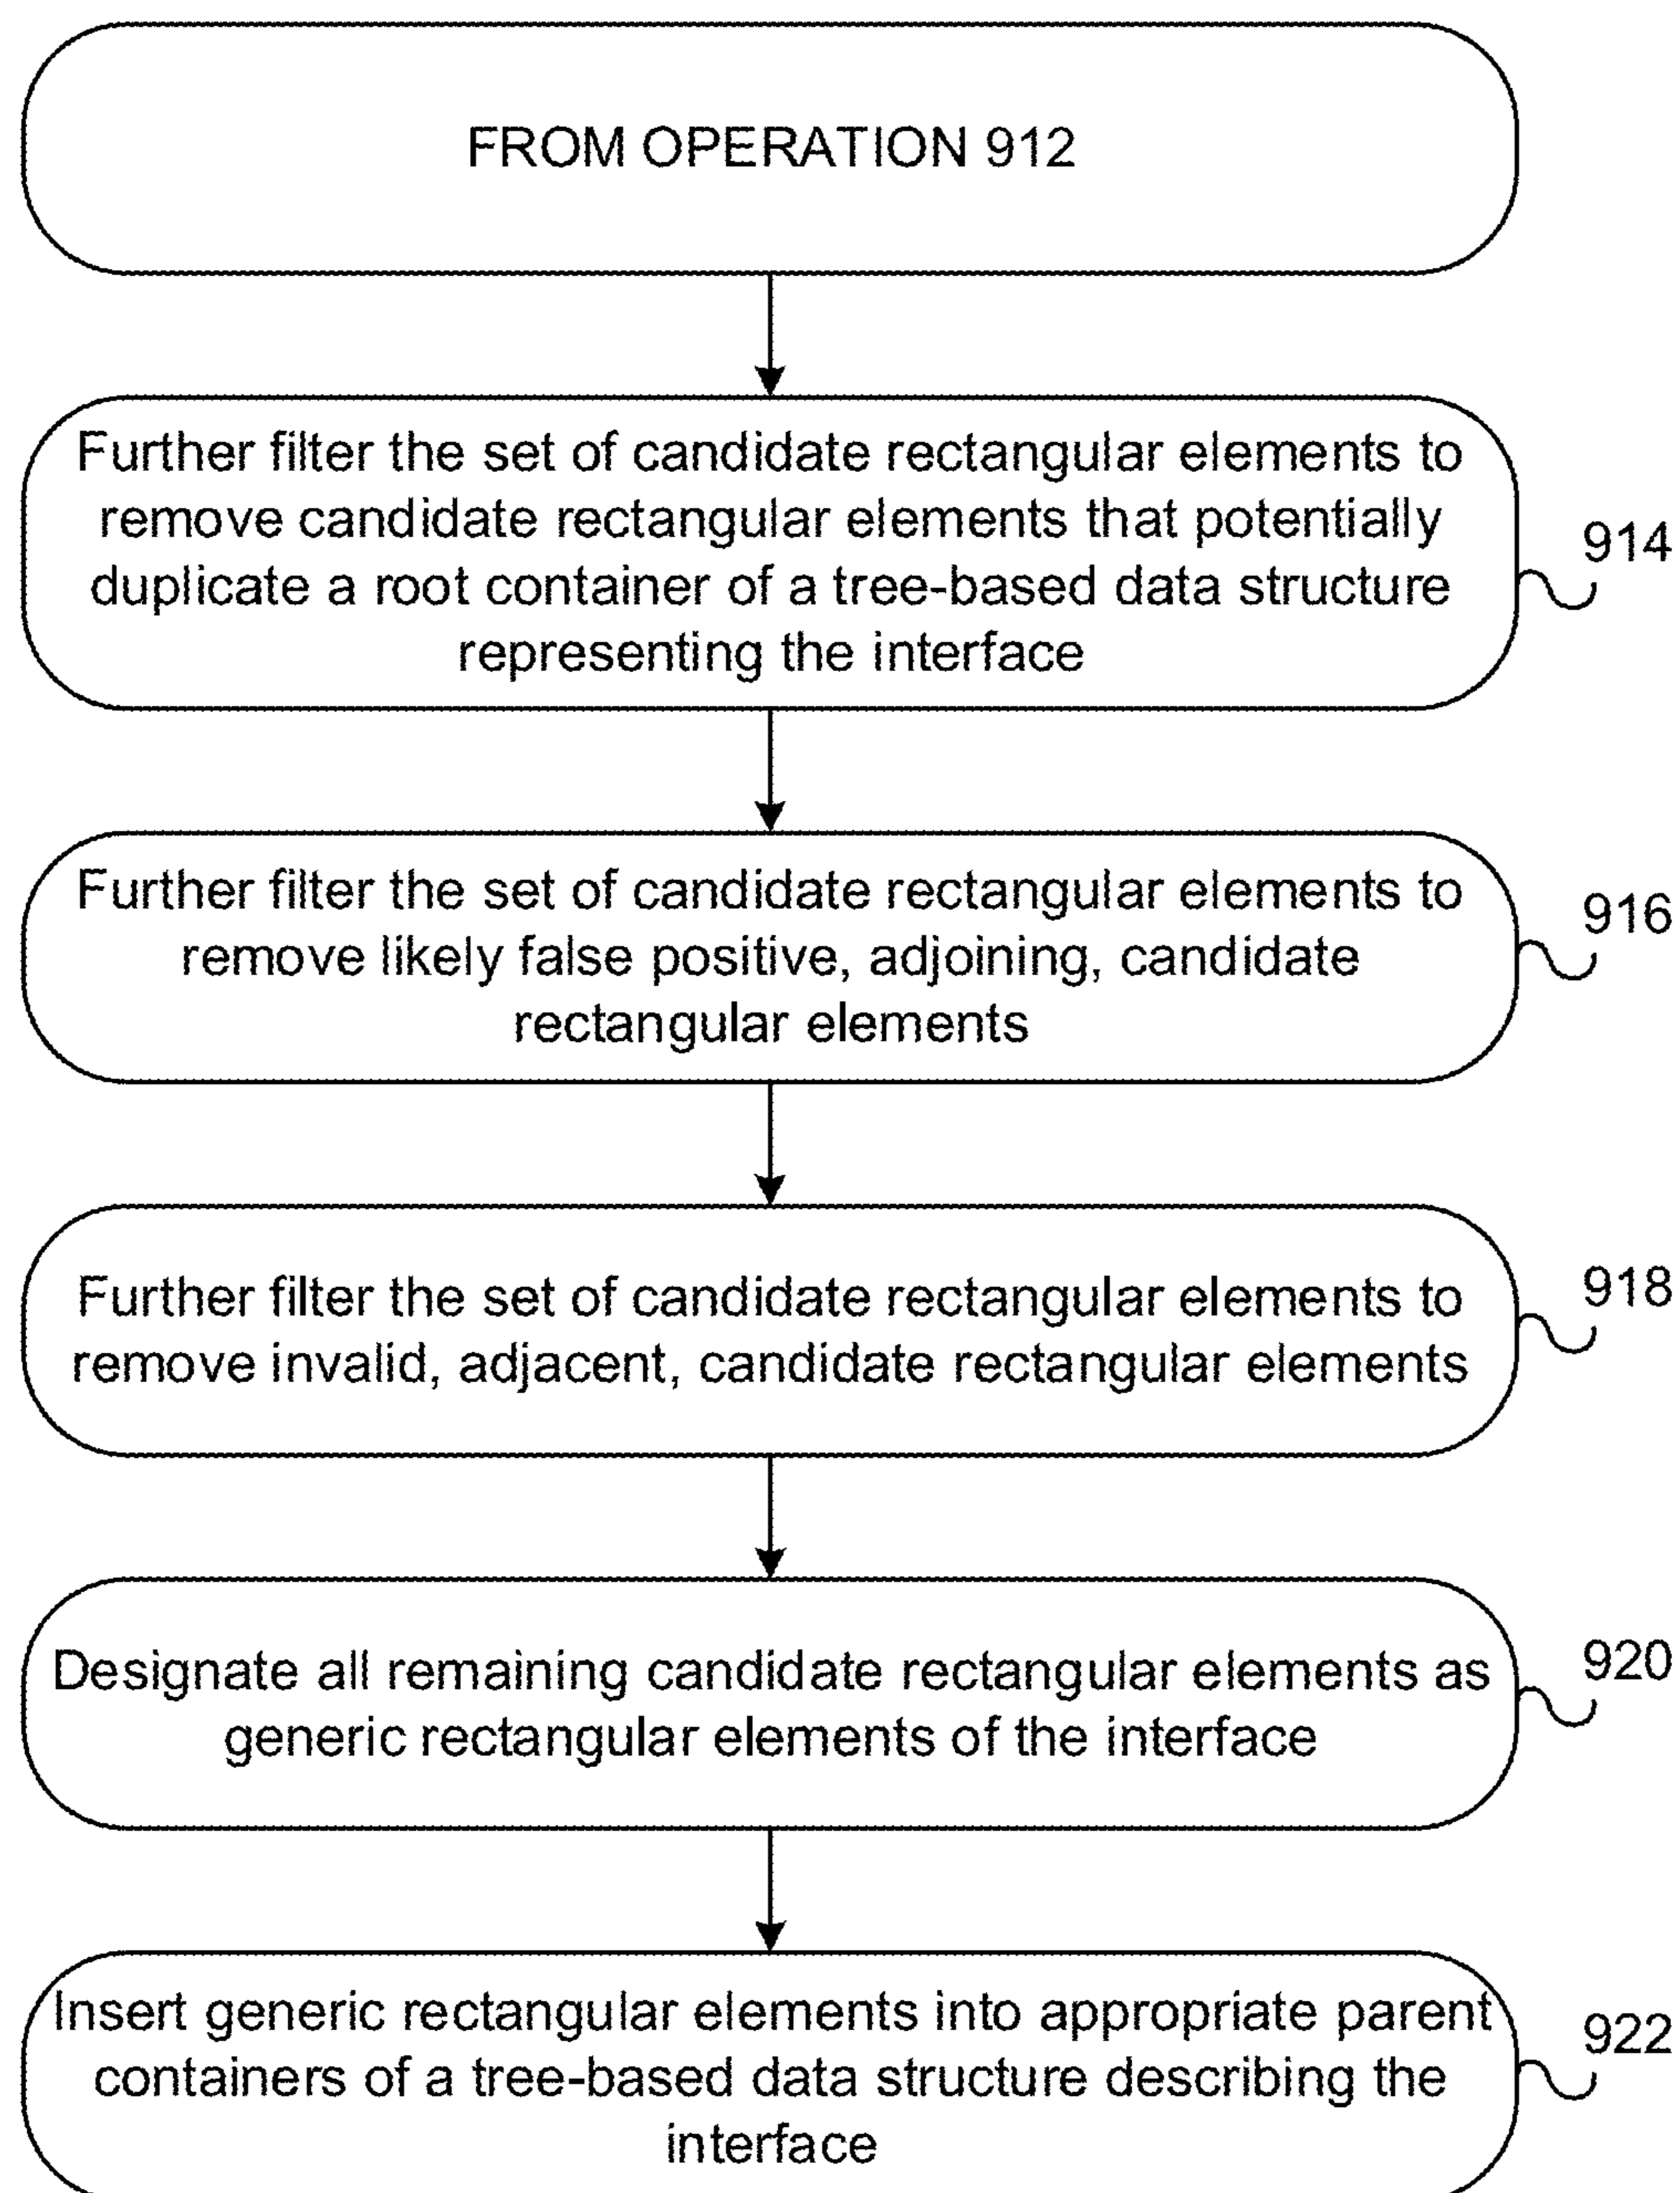 FROM OPERATION 912
Further filter the set of candidate rectangular elements to
remove candidate rectangular elements that potentially
duplicate a root container of a tree-based data structure
representing the interface
914
Further filter the set of candidate rectangular elements to
remove likely false positive, adjoining, candidate
rectangular elements
916
Further filter the set of candidate rectangular elements to
remove invalid, adjacent, candidate rectangular elements
918
Designate all remaining candidate rectangular elements as
generic rectangular elements of the interface
920
Insert generic rectangular elements into appropriate parent
containers of a tree-based data structure describing the
interface
922